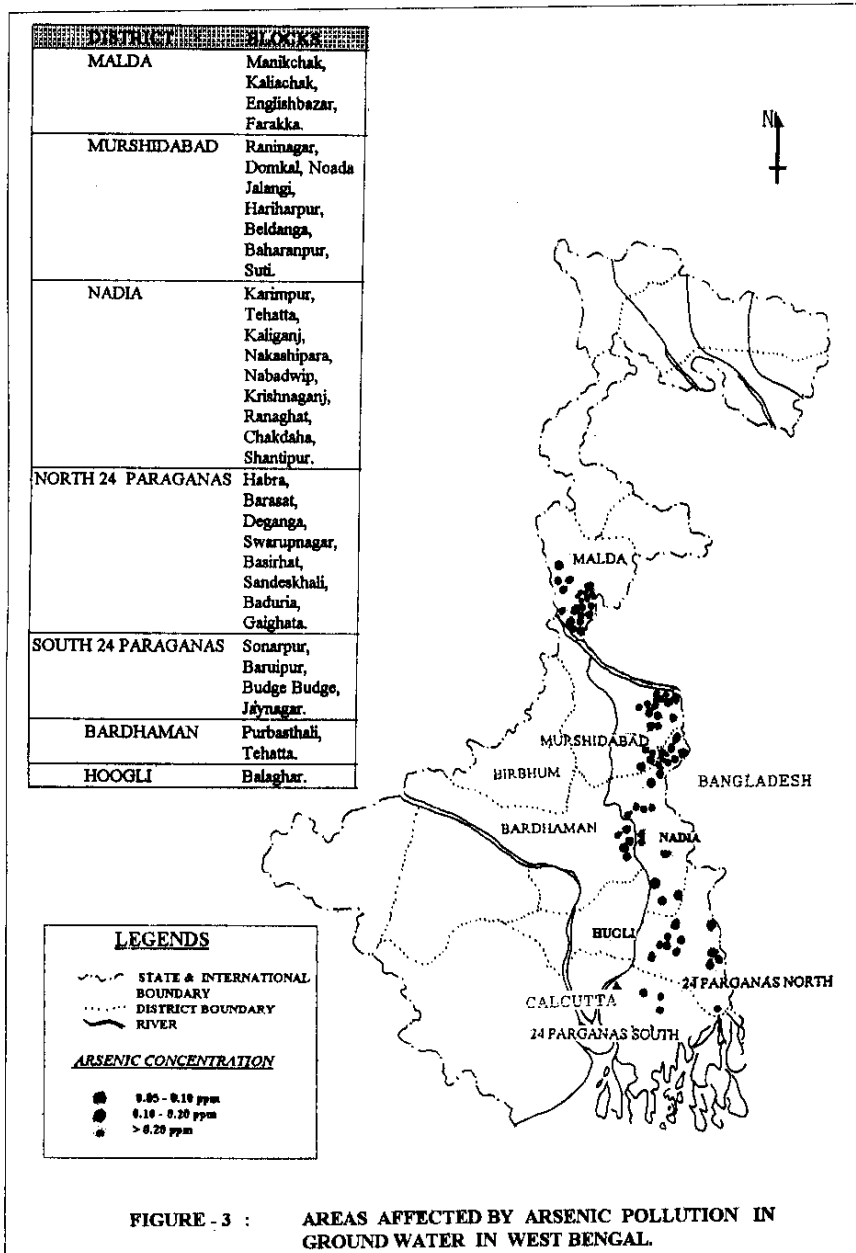 DISTRICT BLOCKS
MALDA Manikchak,
Kaliachak,
Englishbazar,
Farakka.
MURSHIDABAD Raninagar,
Domkal, Noada
Jalangi,
Hariharpur,
Beldanga,
Baharanpur,
Suti.
NADIA Karimpur,
Tehatta,
Kaliganj,
Nakashipara,
Nabadwip,
Krishnaganj,
Ranaghat,
Chakdaha,
Shantipur.
NORTH 24 PARAGANAS Habra,
Barasat,
Deganga,
Swarupnagar,
Basirhat,
Sandeskhali,
Baduria,
Gaighata.
SOUTH 24 PARAGANAS Sonarpur,
Baruipur,
Budge Budge,
Jaynagar.
BARDHAMAN Purbasthali,
Tehatta.
HOOGLI Balaghar.
N
MALDA
MURSHIDABAD
BIRBHUM
BANGLADESH
BARDHAMAN
NADIA
HUGLI
24 PARGANAS NORTH
CALCUTTA
24 PARGANAS SOUTH
LEGENDS
STATE & INTERNATIONAL
BOUNDARY
DISTRICT BOUNDARY
RIVER
ARSENIC CONCENTRATION
0.05 - 0.10 ppm
0.10 - 0.20 ppm
> 0.20 ppm
FIGURE - 3 : AREAS AFFECTED BY ARSENIC POLLUTION IN
GROUND WATER IN WEST BENGAL.